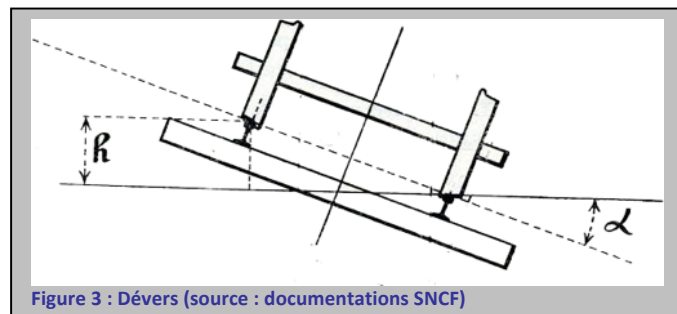 h
α
Figure 3 : Dévers (source : documentations SNCF)